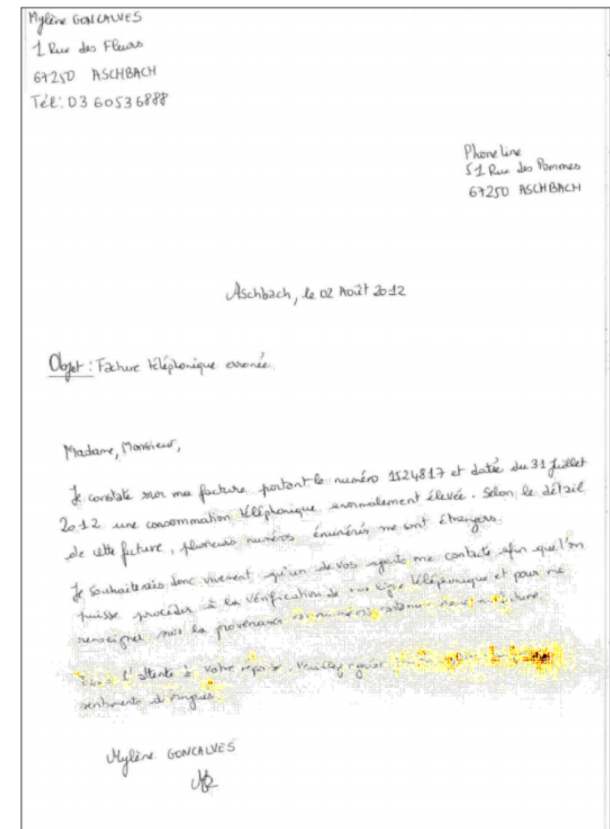 Mylène GONCALVES
1 Rue des Fleurs
67250 ASCHBACH
Tél: 03 60536888
Phoneline
51 Rue des Pommes
67250 ASCHBACH
Aschbach, le 02 Août 2012
Objet : Facture téléphonique erronée.
Madame, Monsieur,
Je constate sur ma facture portant le numéro 1524817 et datée du 31 Juillet
2012 une consommation téléphonique anormalement élevée. Selon le détail
de cette facture, plusieurs numéros énumérés me sont étrangers.
Je souhaiterais donc vivement qu'un de vos agents me contacte afin que l'on
puisse procéder à la vérification de ma ligne téléphonique et pour me
renseigner sur la provenance
Dans l'attente de votre réponse, veuillez
sentiments distingués.
Mylène GONCALVES